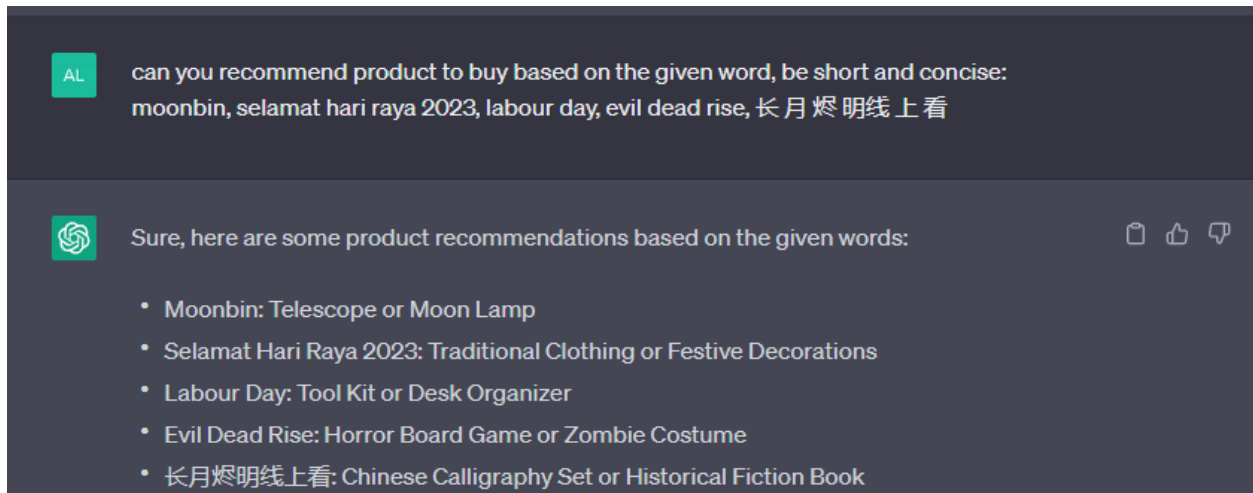 AL
can you recommend product to buy based on the given word, be short and concise:
moonbin, selamat hari raya 2023, labour day, evil dead rise, 长 月 烬 明线 上 看
Sure, here are some product recommendations based on the given words:
• Moonbin: Telescope or Moon Lamp
• Selamat Hari Raya 2023: Traditional Clothing or Festive Decorations
• Labour Day: Tool Kit or Desk Organizer
• Evil Dead Rise: Horror Board Game or Zombie Costume
• 长月烬明线上看: Chinese Calligraphy Set or Historical Fiction Book